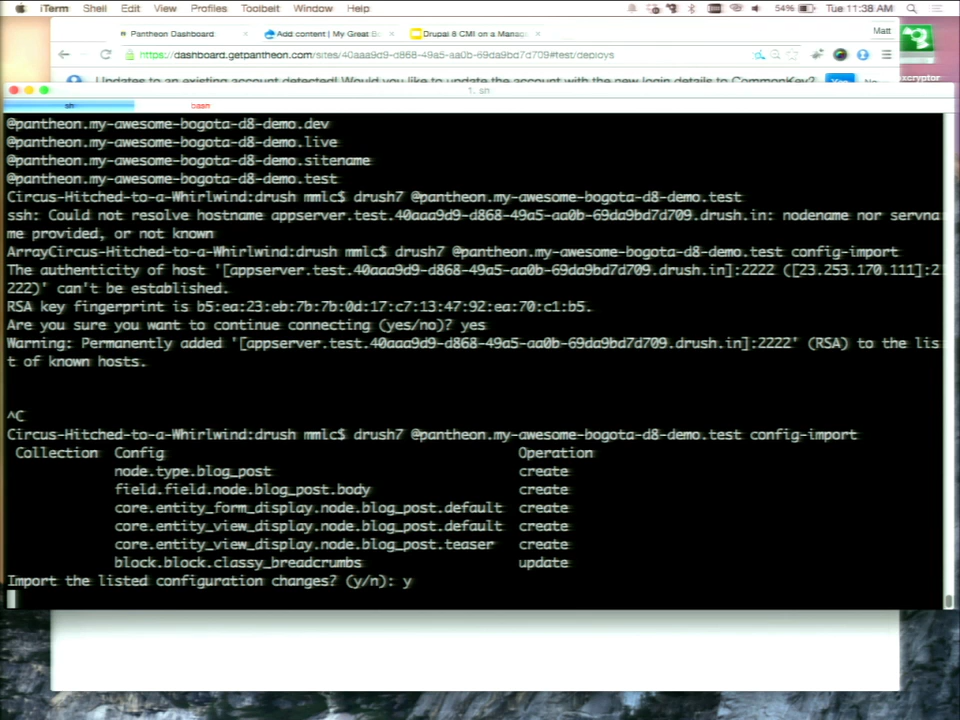 iTerm Shell Edit View Profiles Toolbelt Window Help 54% Tue 11:38 AM
Pantheon Dashboard × Add content | My Great B × Drupal 8 CMI on a Mana × Matt
https://dashboard.getpantheon.com/sites/40aaa9d9-d868-49a5-aa0b-69da9bd7d709#test/deploys
Updates to an existing account detected! Would you like to update the account with the new login details to CommonKey? Yes No
xcryptor
1. sh
sh bash
@pantheon.my-awesome-bogota-d8-demo.dev
@pantheon.my-awesome-bogota-d8-demo.live
@pantheon.my-awesome-bogota-d8-demo.sitename
@pantheon.my-awesome-bogota-d8-demo.test
Circus-Hitched-to-a-Whirlwind:drush mmlc$ drush7 @pantheon.my-awesome-bogota-d8-demo.test
ssh: Could not resolve hostname appserver.test.40aaa9d9-d868-49a5-aa0b-69da9bd7d709.drush.in: nodename nor servna
me provided, or not known
ArrayCircus-Hitched-to-a-Whirlwind:drush mmlc$ drush7 @pantheon.my-awesome-bogota-d8-demo.test config-import
The authenticity of host '[appserver.test.40aaa9d9-d868-49a5-aa0b-69da9bd7d709.drush.in]:2222 ([23.253.170.111]:2
222)' can't be established.
RSA key fingerprint is b5:ea:23:eb:7b:7b:0d:17:c7:13:47:92:ea:70:c1:b5.
Are you sure you want to continue connecting (yes/no)? yes
Warning: Permanently added '[appserver.test.40aaa9d9-d868-49a5-aa0b-69da9bd7d709.drush.in]:2222' (RSA) to the lis
t of known hosts.
^C
Circus-Hitched-to-a-Whirlwind:drush mmlc$ drush7 @pantheon.my-awesome-bogota-d8-demo.test config-import
Collection Config Operation
node.type.blog_post create
field.field.node.blog_post.body create
core.entity_form_display.node.blog_post.default create
core.entity_view_display.node.blog_post.default create
core.entity_view_display.node.blog_post.teaser create
block.block.classy_breadcrumbs update
Import the listed configuration changes? (y/n): y